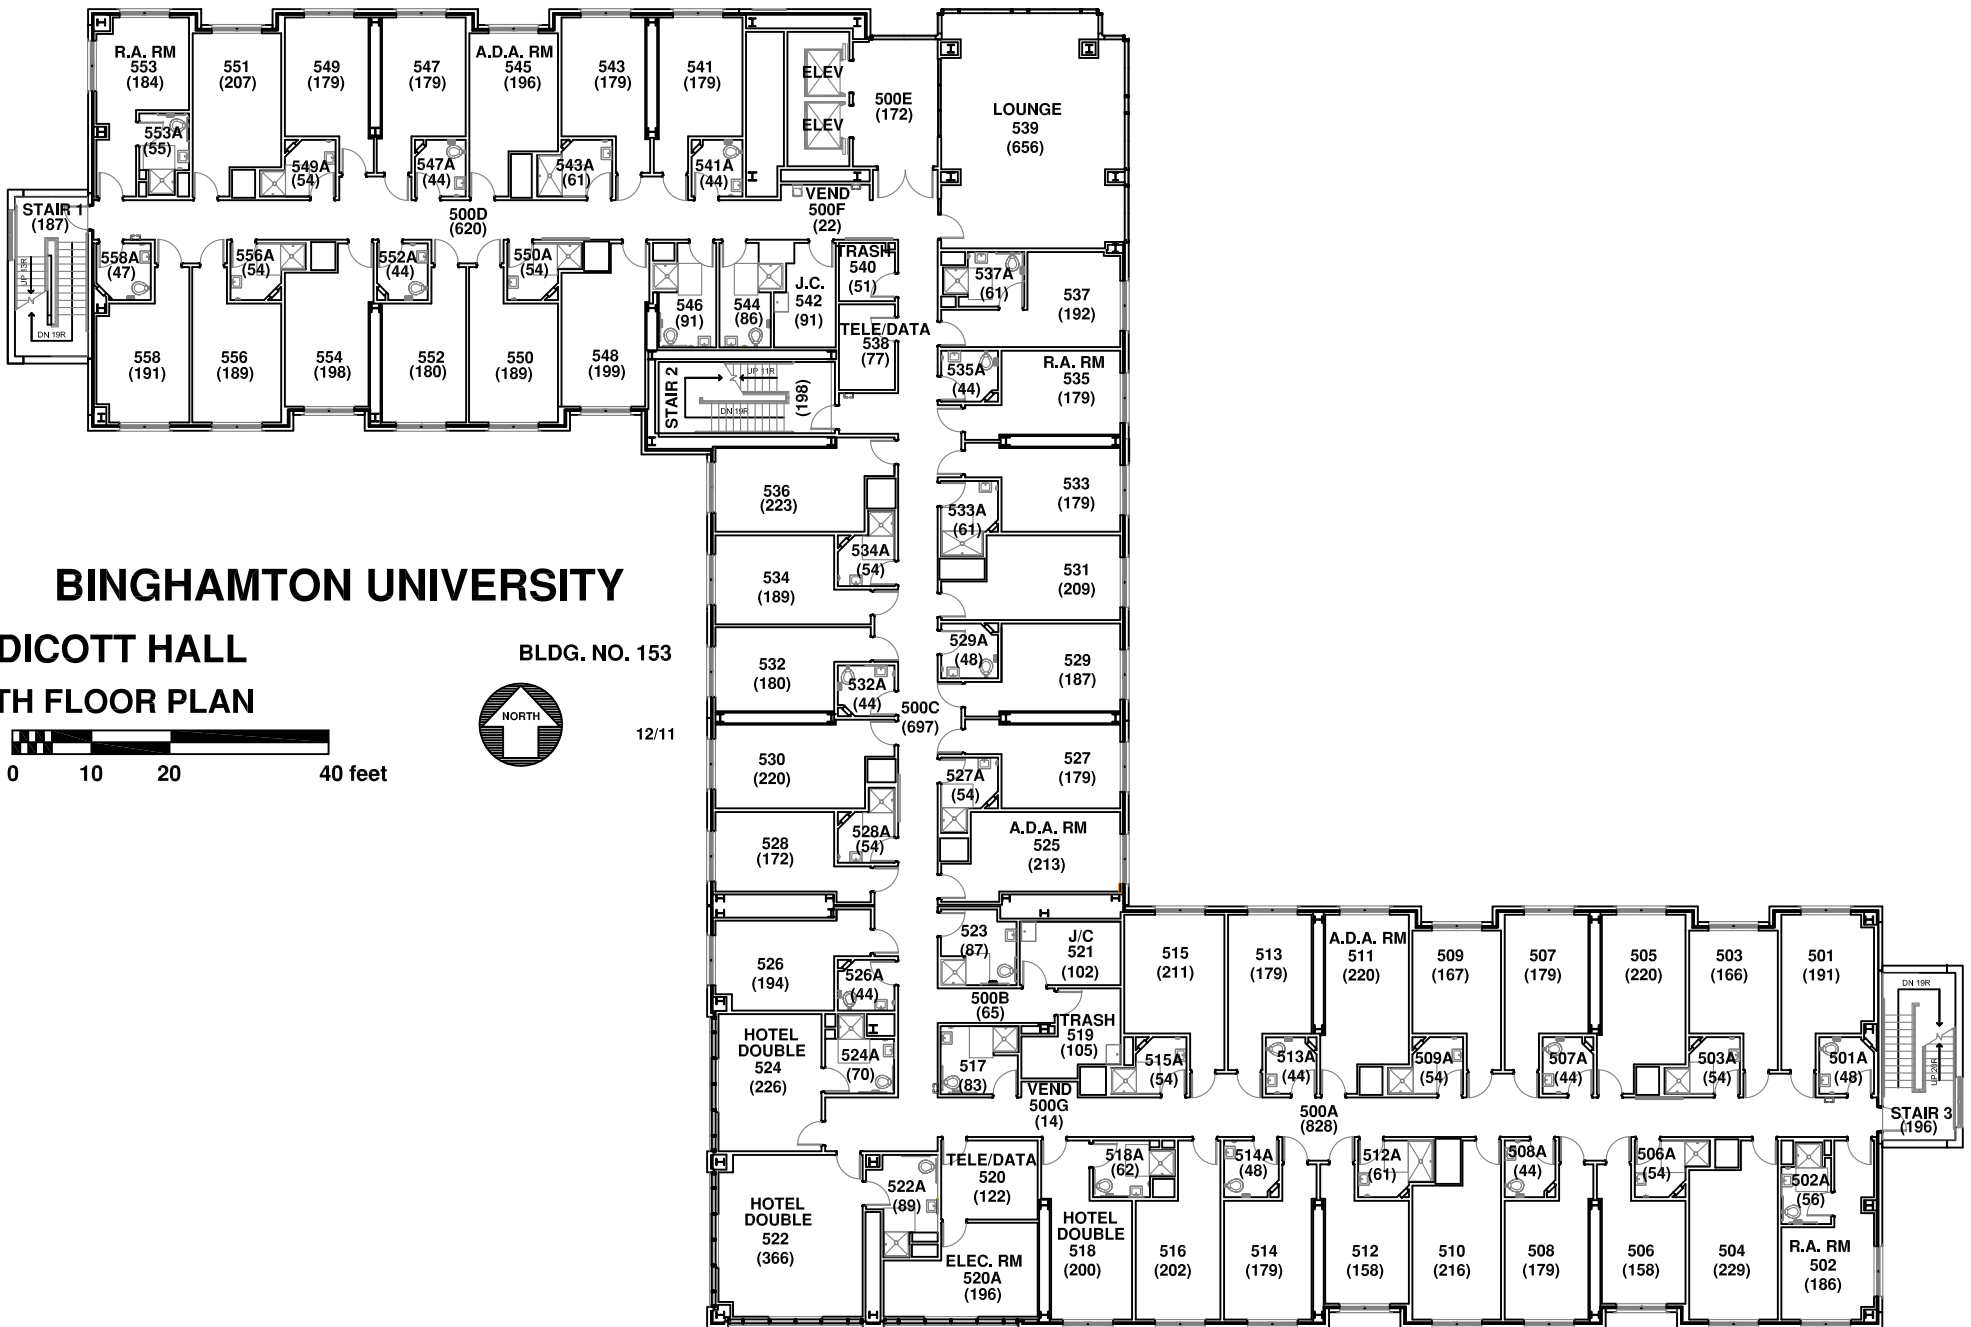 R.A. RM
553
(184)
551
(207)
549
(179)
547
(179)
A.D.A. RM
545
(196)
543
(179)
541
(179)
ELEV
ELEV
500E
(172)
LOUNGE
539
(656)
553A
(55)
549A
(54)
547A
(44)
543A
(61)
541A
(44)
STAIR 1
(187)
UP 13R
DN 19R
500D
(620)
VEND
500F
(22)
558A
(47)
556A
(54)
552A
(44)
550A
(54)
546
(91)
544
(86)
J.C.
542
(91)
TRASH
540
(51)
TELE/DATA
538
(77)
537A
(61)
537
(192)
558
(191)
556
(189)
554
(198)
552
(180)
550
(189)
548
(199)
STAIR 2
UP 11R
DN 19R
(198)
535A
(44)
R.A. RM
535
(179)
536
(223)
533A
(61)
533
(179)
534A
(54)
534
(189)
531
(209)
BINGHAMTON UNIVERSITY
DICOTT HALL
BLDG. NO. 153
TH FLOOR PLAN
NORTH
12/11
0 10 20 40 feet
532
(180)
532A
(44)
529A
(48)
529
(187)
500C
(697)
530
(220)
527A
(54)
527
(179)
528
(172)
528A
(54)
A.D.A. RM
525
(213)
526
(194)
526A
(44)
523
(87)
J/C
521
(102)
500B
(65)
TRASH
519
(105)
HOTEL
DOUBLE
524
(226)
524A
(70)
517
(83)
VEND
500G
(14)
515
(211)
513
(179)
A.D.A. RM
511
(220)
509
(167)
507
(179)
505
(220)
503
(166)
501
(191)
DN 19R
UP 20R
515A
(54)
513A
(44)
509A
(54)
507A
(44)
503A
(54)
501A
(48)
500A
(828)
STAIR 3
(196)
HOTEL
DOUBLE
522
(366)
522A
(89)
TELE/DATA
520
(122)
ELEC. RM
520A
(196)
518A
(62)
514A
(48)
512A
(61)
508A
(44)
506A
(54)
502A
(56)
HOTEL
DOUBLE
518
(200)
516
(202)
514
(179)
512
(158)
510
(216)
508
(179)
506
(158)
504
(229)
R.A. RM
502
(186)